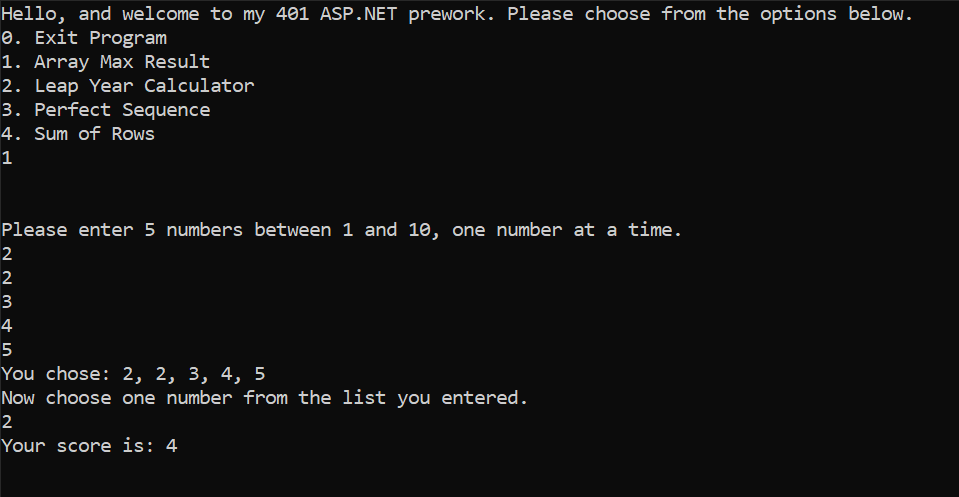 Hello, and welcome to my 401 ASP.NET prework. Please choose from the options below.
0. Exit Program
1. Array Max Result
2. Leap Year Calculator
3. Perfect Sequence
4. Sum of Rows
1
Please enter 5 numbers between 1 and 10, one number at a time.
2
2
3
4
5
You chose: 2, 2, 3, 4, 5
Now choose one number from the list you entered.
2
Your score is: 4